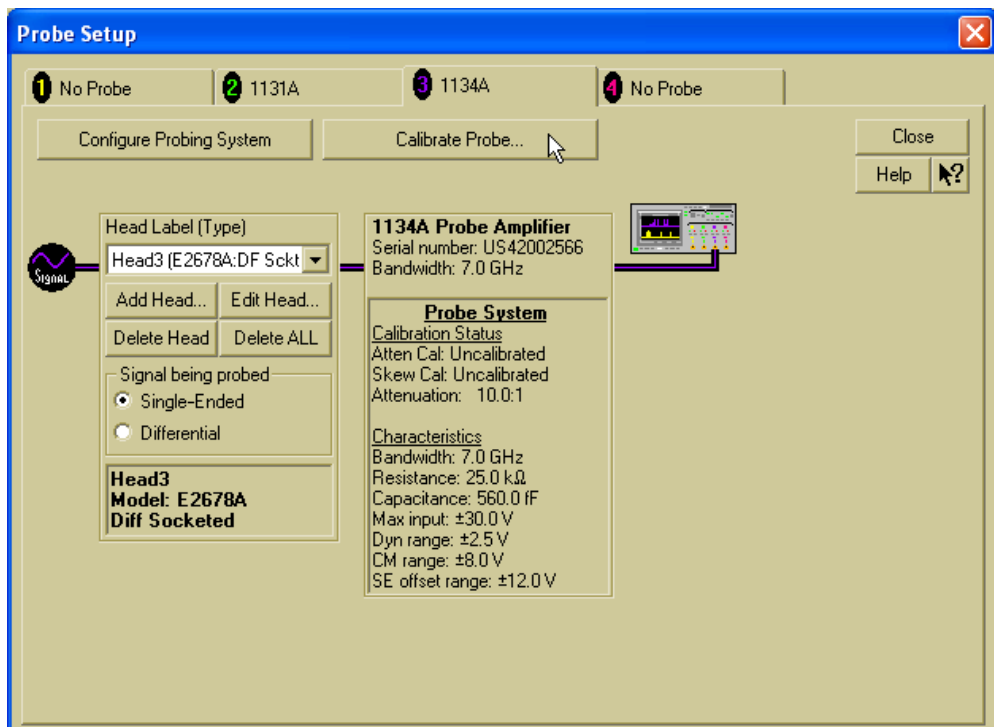 Probe Setup
1 No Probe
2 1131A
3 1134A
4 No Probe
Configure Probing System
Calibrate Probe...
Close
Help
?
Signal
Head Label (Type)
Head3 (E2678A:DF Sckt
Add Head...
Edit Head...
Delete Head
Delete ALL
Signal being probed
Single-Ended
Differential
Head3
Model: E2678A
Diff Socketed
1134A Probe Amplifier
Serial number: US42002566
Bandwidth: 7.0 GHz
Probe System
Calibration Status
Atten Cal: Uncalibrated
Skew Cal: Uncalibrated
Attenuation: 10.0:1
Characteristics
Bandwidth: 7.0 GHz
Resistance: 25.0 kΩ
Capacitance: 560.0 fF
Max input: ±30.0 V
Dyn range: ±2.5 V
CM range: ±8.0 V
SE offset range: ±12.0 V